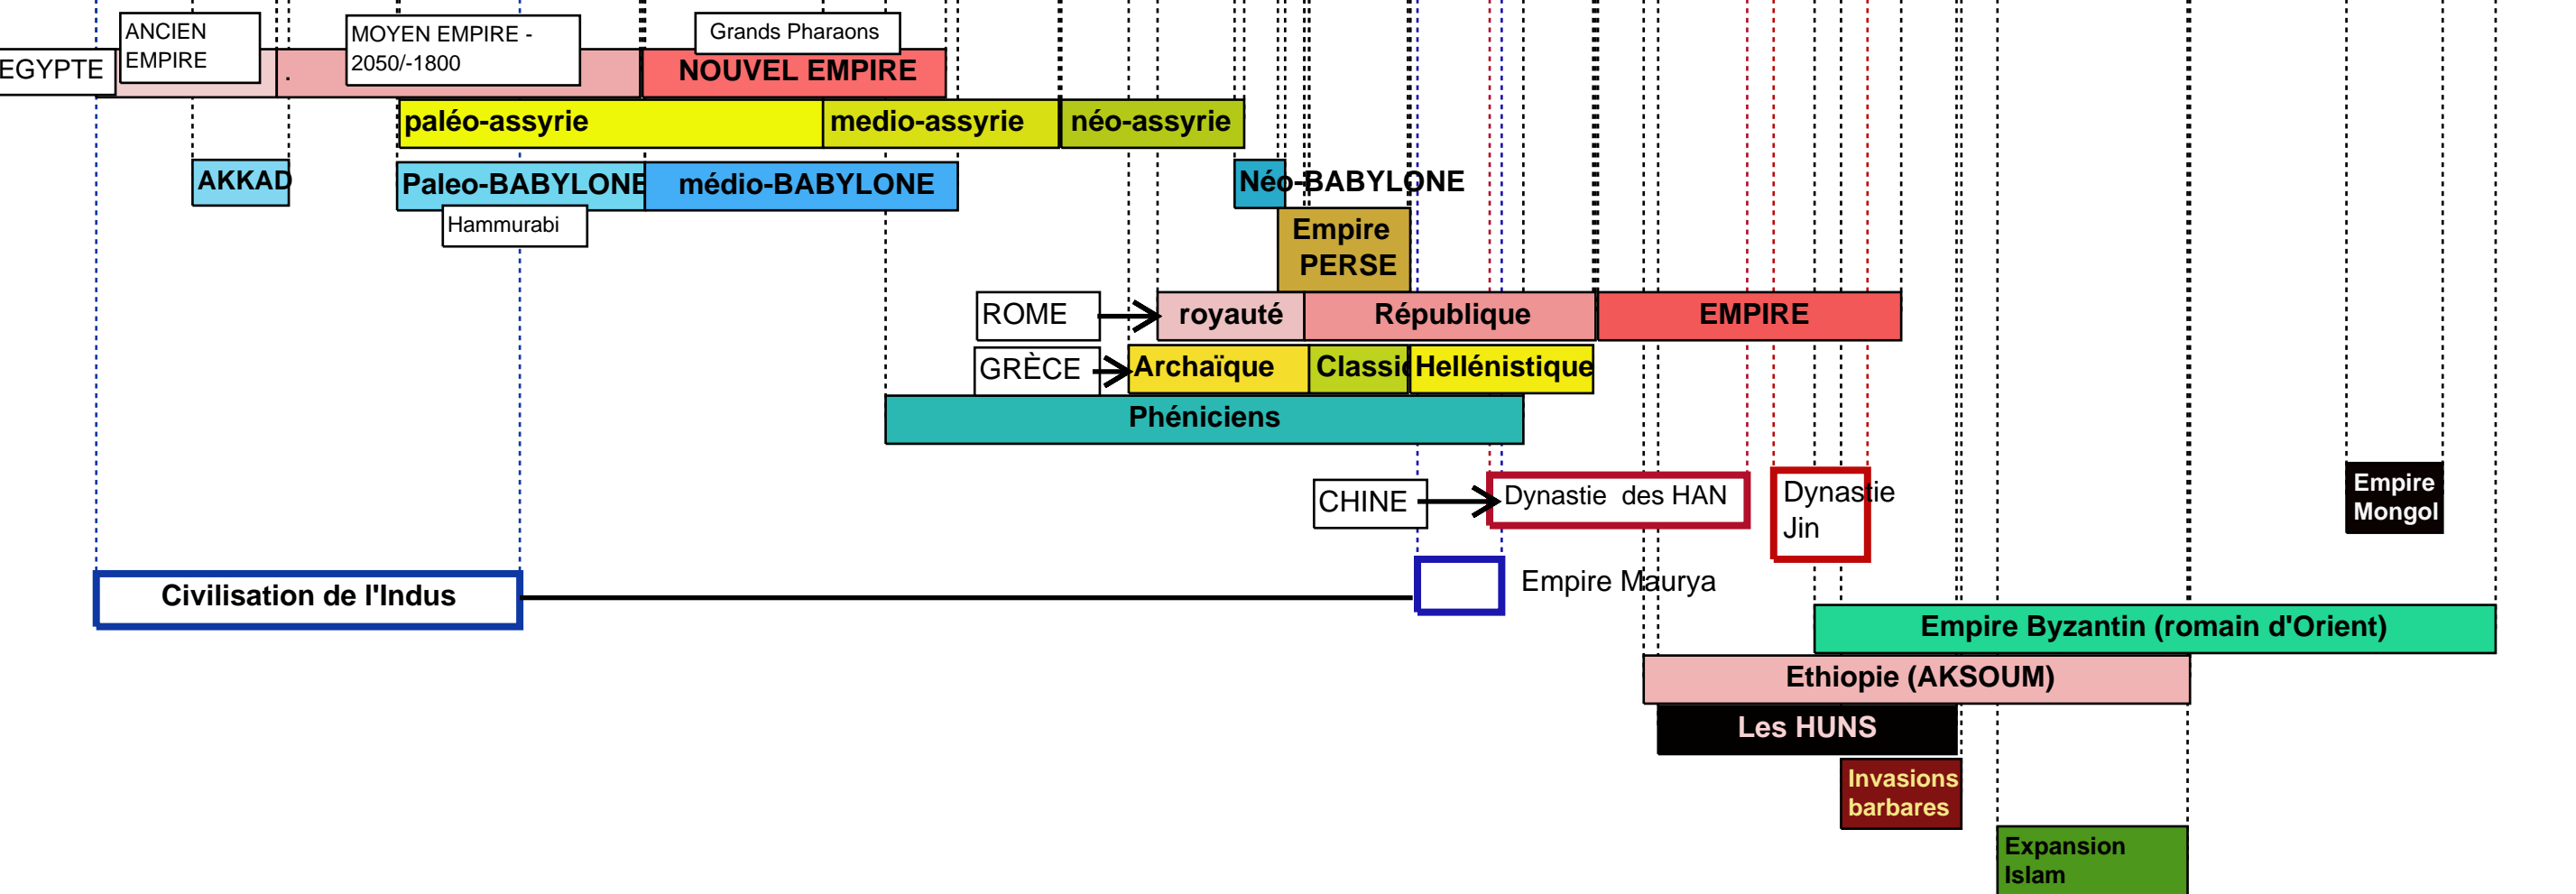 ANCIEN
EMPIRE
MOYEN EMPIRE -
2050/-1800
Grands Pharaons
EGYPTE
.
NOUVEL EMPIRE
paléo-assyrie
medio-assyrie
néo-assyrie
AKKAD
Paleo-BABYLONE
médio-BABYLONE
Néo-BABYLONE
Hammurabi
Empire
PERSE
ROME
royauté
République
EMPIRE
GRÈCE
Archaïque
Classic
Hellénistique
Phéniciens
CHINE
Dynastie des HAN
Dynastie
Jin
Empire
Mongol
Civilisation de l'Indus
Empire Maurya
Empire Byzantin (romain d'Orient)
Ethiopie (AKSOUM)
Les HUNS
Invasions
barbares
Expansion
Islam